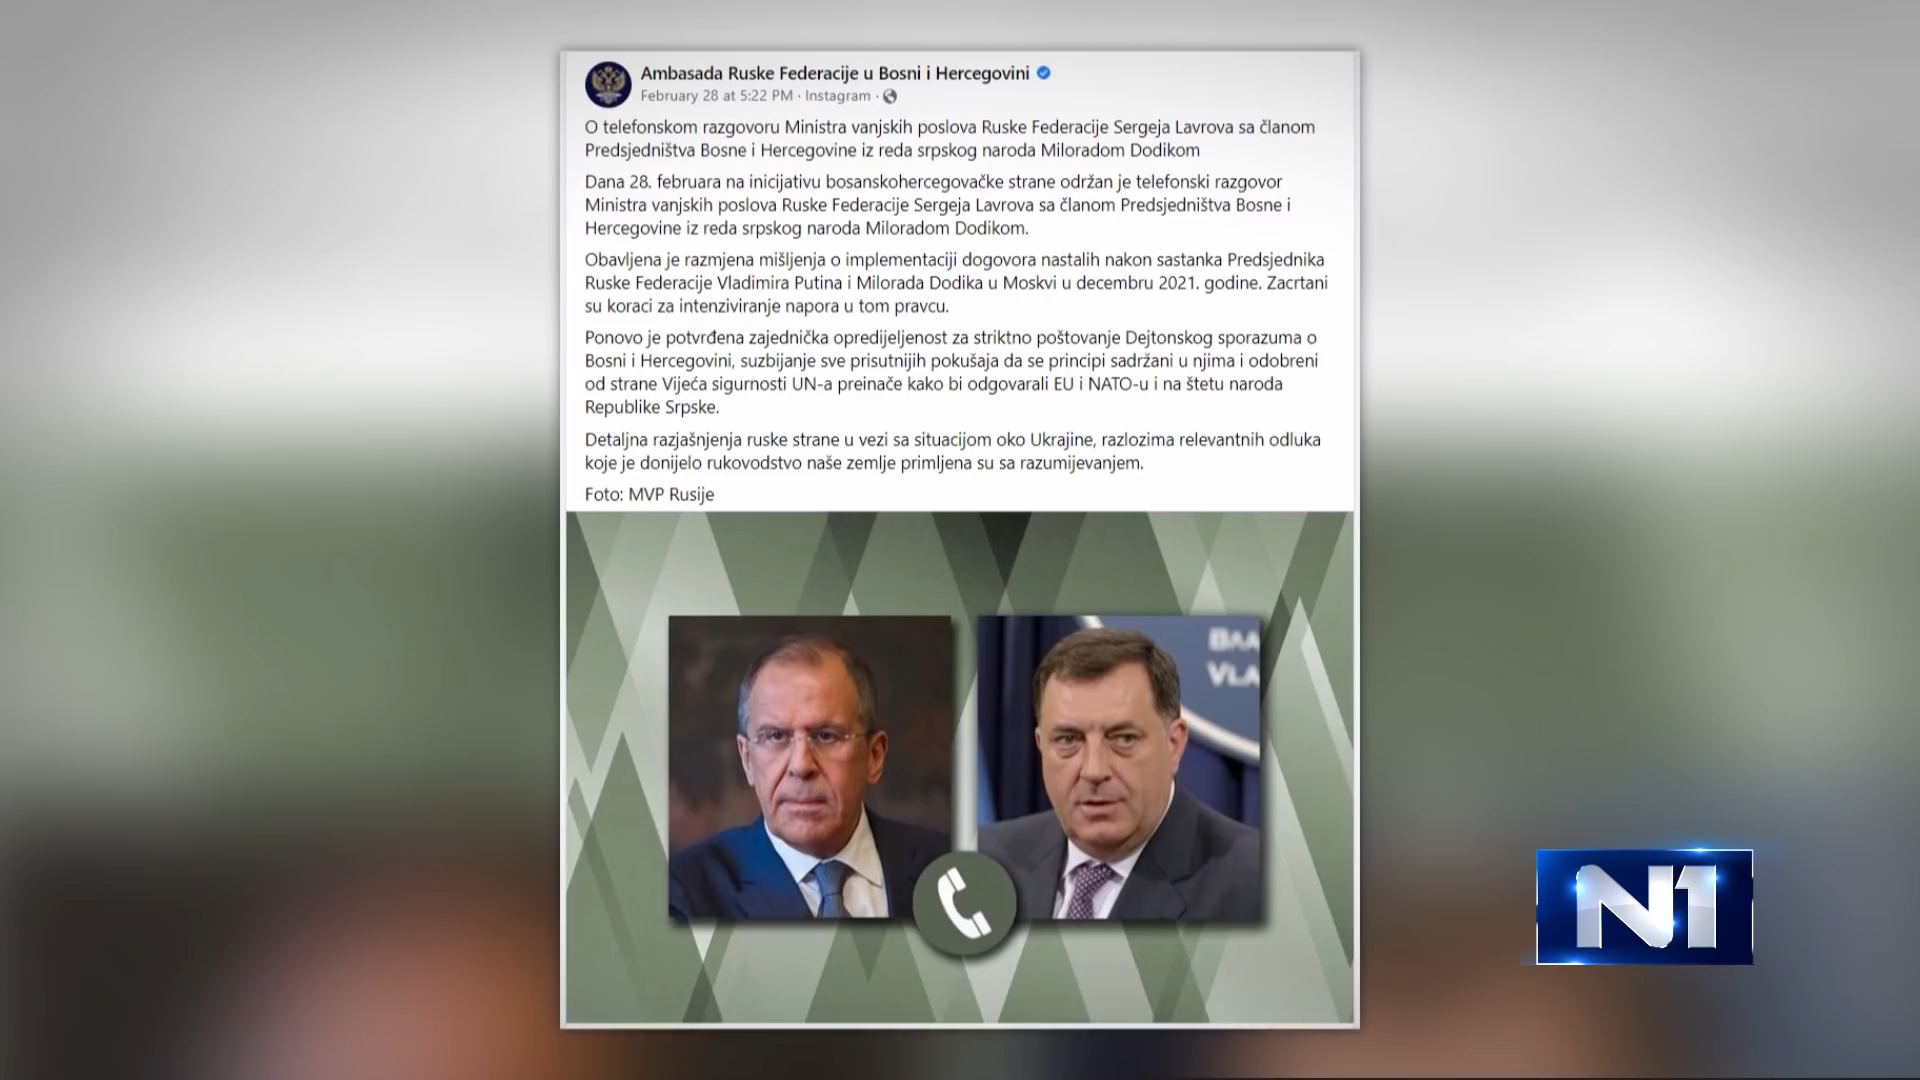 Ambasada Ruske Federacije u Bosni i Hercegovini
February 28 at 5:22 PM · Instagram ·
O telefonskom razgovoru Ministra vanjskih poslova Ruske Federacije Sergeja Lavrova sa članom
Predsjedništva Bosne i Hercegovine iz reda srpskog naroda Miloradom Dodikom
Dana 28. februara na inicijativu bosanskohercegovačke strane održan je telefonski razgovor
Ministra vanjskih poslova Ruske Federacije Sergeja Lavrova sa članom Predsjedništva Bosne i
Hercegovine iz reda srpskog naroda Miloradom Dodikom.
Obavljena je razmjena mišljenja o implementaciji dogovora nastalih nakon sastanka Predsjednika
Ruske Federacije Vladimira Putina i Milorada Dodika u Moskvi u decembru 2021. godine. Zacrtani
su koraci za intenziviranje napora u tom pravcu.
Ponovo je potvrđena zajednička opredijeljenost za striktno poštovanje Dejtonskog sporazuma o
Bosni i Hercegovini, suzbijanje sve prisutnijih pokušaja da se principi sadržani u njima i odobreni
od strane Vijeća sigurnosti UN-a preinače kako bi odgovarali EU i NATO-u i na štetu naroda
Republike Srpske.
Detaljna razjašnjenja ruske strane u vezi sa situacijom oko Ukrajine, razlozima relevantnih odluka
koje je donijelo rukovodstvo naše zemlje primljena su sa razumijevanjem.
Foto: MVP Rusije
ВЛА
VLA
N1